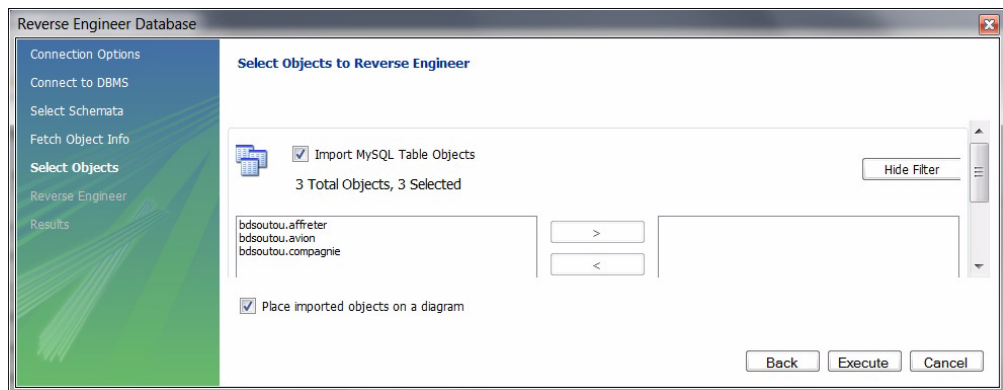 Reverse Engineer Database
Connection Options
Connect to DBMS
Select Schemata
Fetch Object Info
Select Objects
Reverse Engineer
Results
Select Objects to Reverse Engineer
Import MySQL Table Objects
3 Total Objects, 3 Selected
Hide Filter
bdsoutou.affreter
bdsoutou.avion
bdsoutou.compagnie
>
<
Place imported objects on a diagram
Back
Execute
Cancel